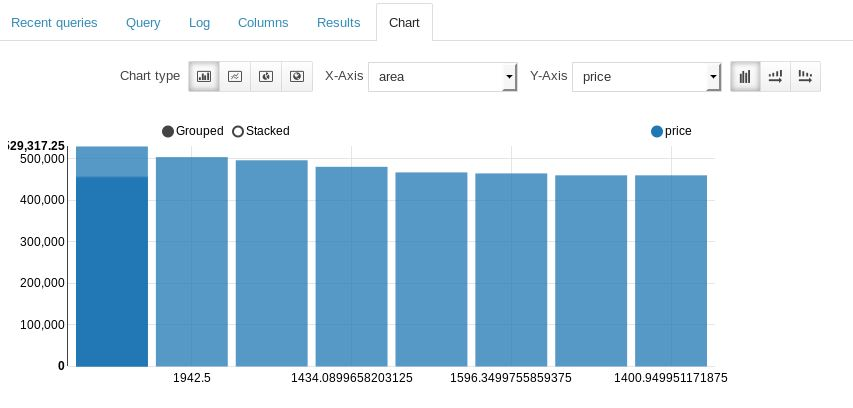 Recent queries Query Log Columns Results Chart
Chart type X-Axis area Y-Axis price
Grouped Stacked price
29,317.25
500,000
400,000
300,000
200,000
100,000
0
1942.5 1434.0899658203125 1596.3499755859375 1400.949951171875